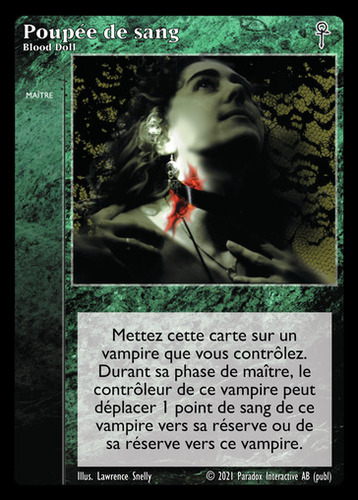 Poupée de sang
Blood Doll
MAÎTRE
Mettez cette carte sur un
vampire que vous contrôlez.
Durant sa phase de maître, le
contrôleur de ce vampire peut
déplacer 1 point de sang de ce
vampire vers sa réserve ou de
sa réserve vers ce vampire.
Illus. Lawrence Snelly © 2021 Paradox Interactive AB (publ)